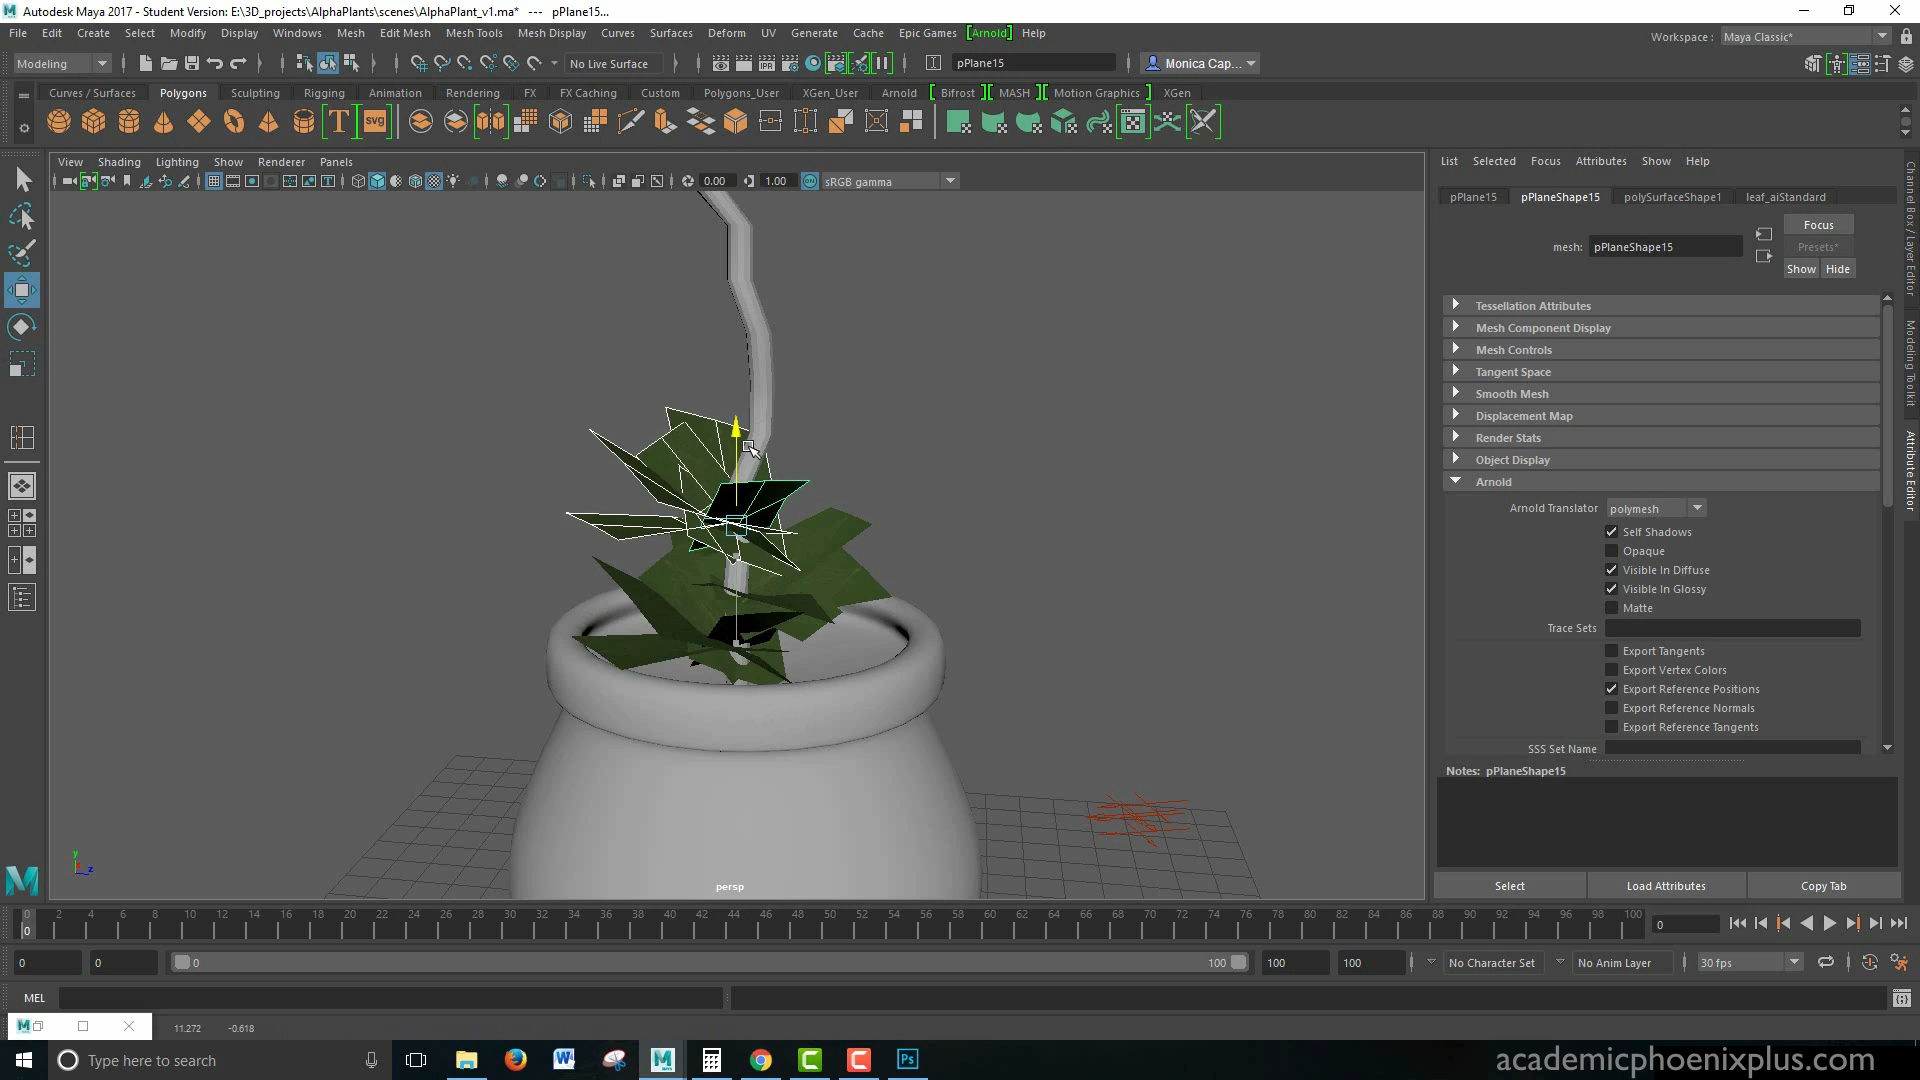 Autodesk Maya 2017 - Student Version: E:\3D_projects\AlphaPlants\scenes\AlphaPlant_v1.ma* --- pPlane15...
File Edit Create Select Modify Display Windows Mesh Edit Mesh Mesh Tools Mesh Display Curves Surfaces Deform UV Generate Cache Epic Games [Arnold] Help
Workspace : Maya Classic*
Modeling No Live Surface pPlane15 Monica Cap...
Curves / Surfaces Polygons Sculpting Rigging Animation Rendering FX FX Caching Custom Polygons_User XGen_User Arnold [ Bifrost ][ MASH ][ Motion Graphics ] XGen
T svg
View Shading Lighting Show Renderer Panels
0.00 1.00 sRGB gamma
List Selected Focus Attributes Show Help
pPlane15 pPlaneShape15 polySurfaceShape1 leaf_aiStandard
Focus
mesh: pPlaneShape15
Presets*
Show Hide
Tessellation Attributes
Mesh Component Display
Mesh Controls
Tangent Space
Smooth Mesh
Displacement Map
Render Stats
Object Display
Arnold
Arnold Translator polymesh
Self Shadows
Opaque
Visible In Diffuse
Visible In Glossy
Matte
Trace Sets
Export Tangents
Export Vertex Colors
Export Reference Positions
Export Reference Normals
Export Reference Tangents
SSS Set Name
Notes: pPlaneShape15
Select Load Attributes Copy Tab
Channel Box / Layer Editor
Modeling Toolkit
Attribute Editor
y
z
persp
0 2 4 6 8 10 12 14 16 18 20 22 24 26 28 30 32 34 36 38 40 42 44 46 48 50 52 54 56 58 60 62 64 66 68 70 72 74 76 78 80 82 84 86 88 90 92 94 96 98 100
0
0
0 0 0 100 100 100 No Character Set No Anim Layer 30 fps
MEL
11.272 -0.618
Type here to search
academicphoenixplus.com